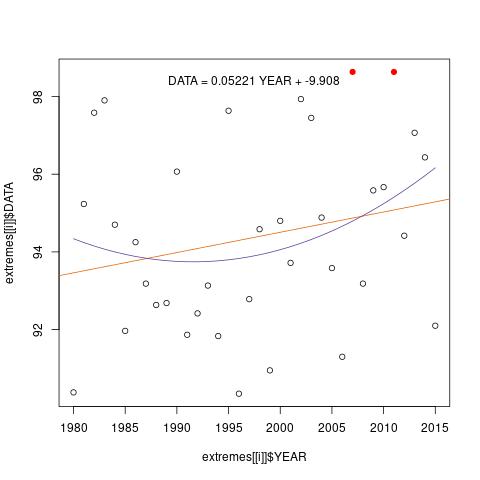 DATA = 0.05221 YEAR + -9.908
extremes[[i]]$DATA
98
96
94
92
1980 1985 1990 1995 2000 2005 2010 2015
extremes[[i]]$YEAR